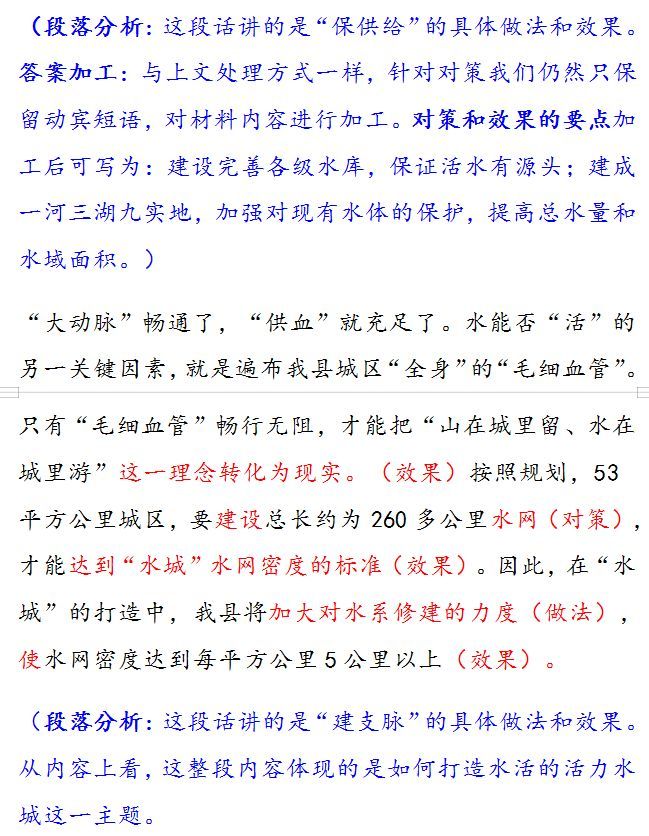 （段落分析：这段话讲的是“保供给”的具体做法和效果。
答案加工：与上文处理方式一样，针对对策我们仍然只保
留动宾短语，对材料内容进行加工。对策和效果的要点加
工后可写为：建设完善各级水库，保证活水有源头；建成
一河三湖九实地，加强对现有水体的保护，提高总水量和
水域面积。）
“大动脉”畅通了，“供血”就充足了。水能否“活”的
另一关键因素，就是遍布我县城区“全身”的“毛细血管”。
只有“毛细血管”畅行无阻，才能把“山在城里留、水在
城里游”这一理念转化为现实。（效果）按照规划，53
平方公里城区，要建设总长约为 260 多公里水网（对策），
才能达到“水城”水网密度的标准（效果）。因此，在“水
城”的打造中，我县将加大对水系修建的力度（做法），
使水网密度达到每平方公里 5 公里以上（效果）。
（段落分析：这段话讲的是“建支脉”的具体做法和效果。
从内容上看，这整段内容体现的是如何打造水活的活力水
城这一主题。